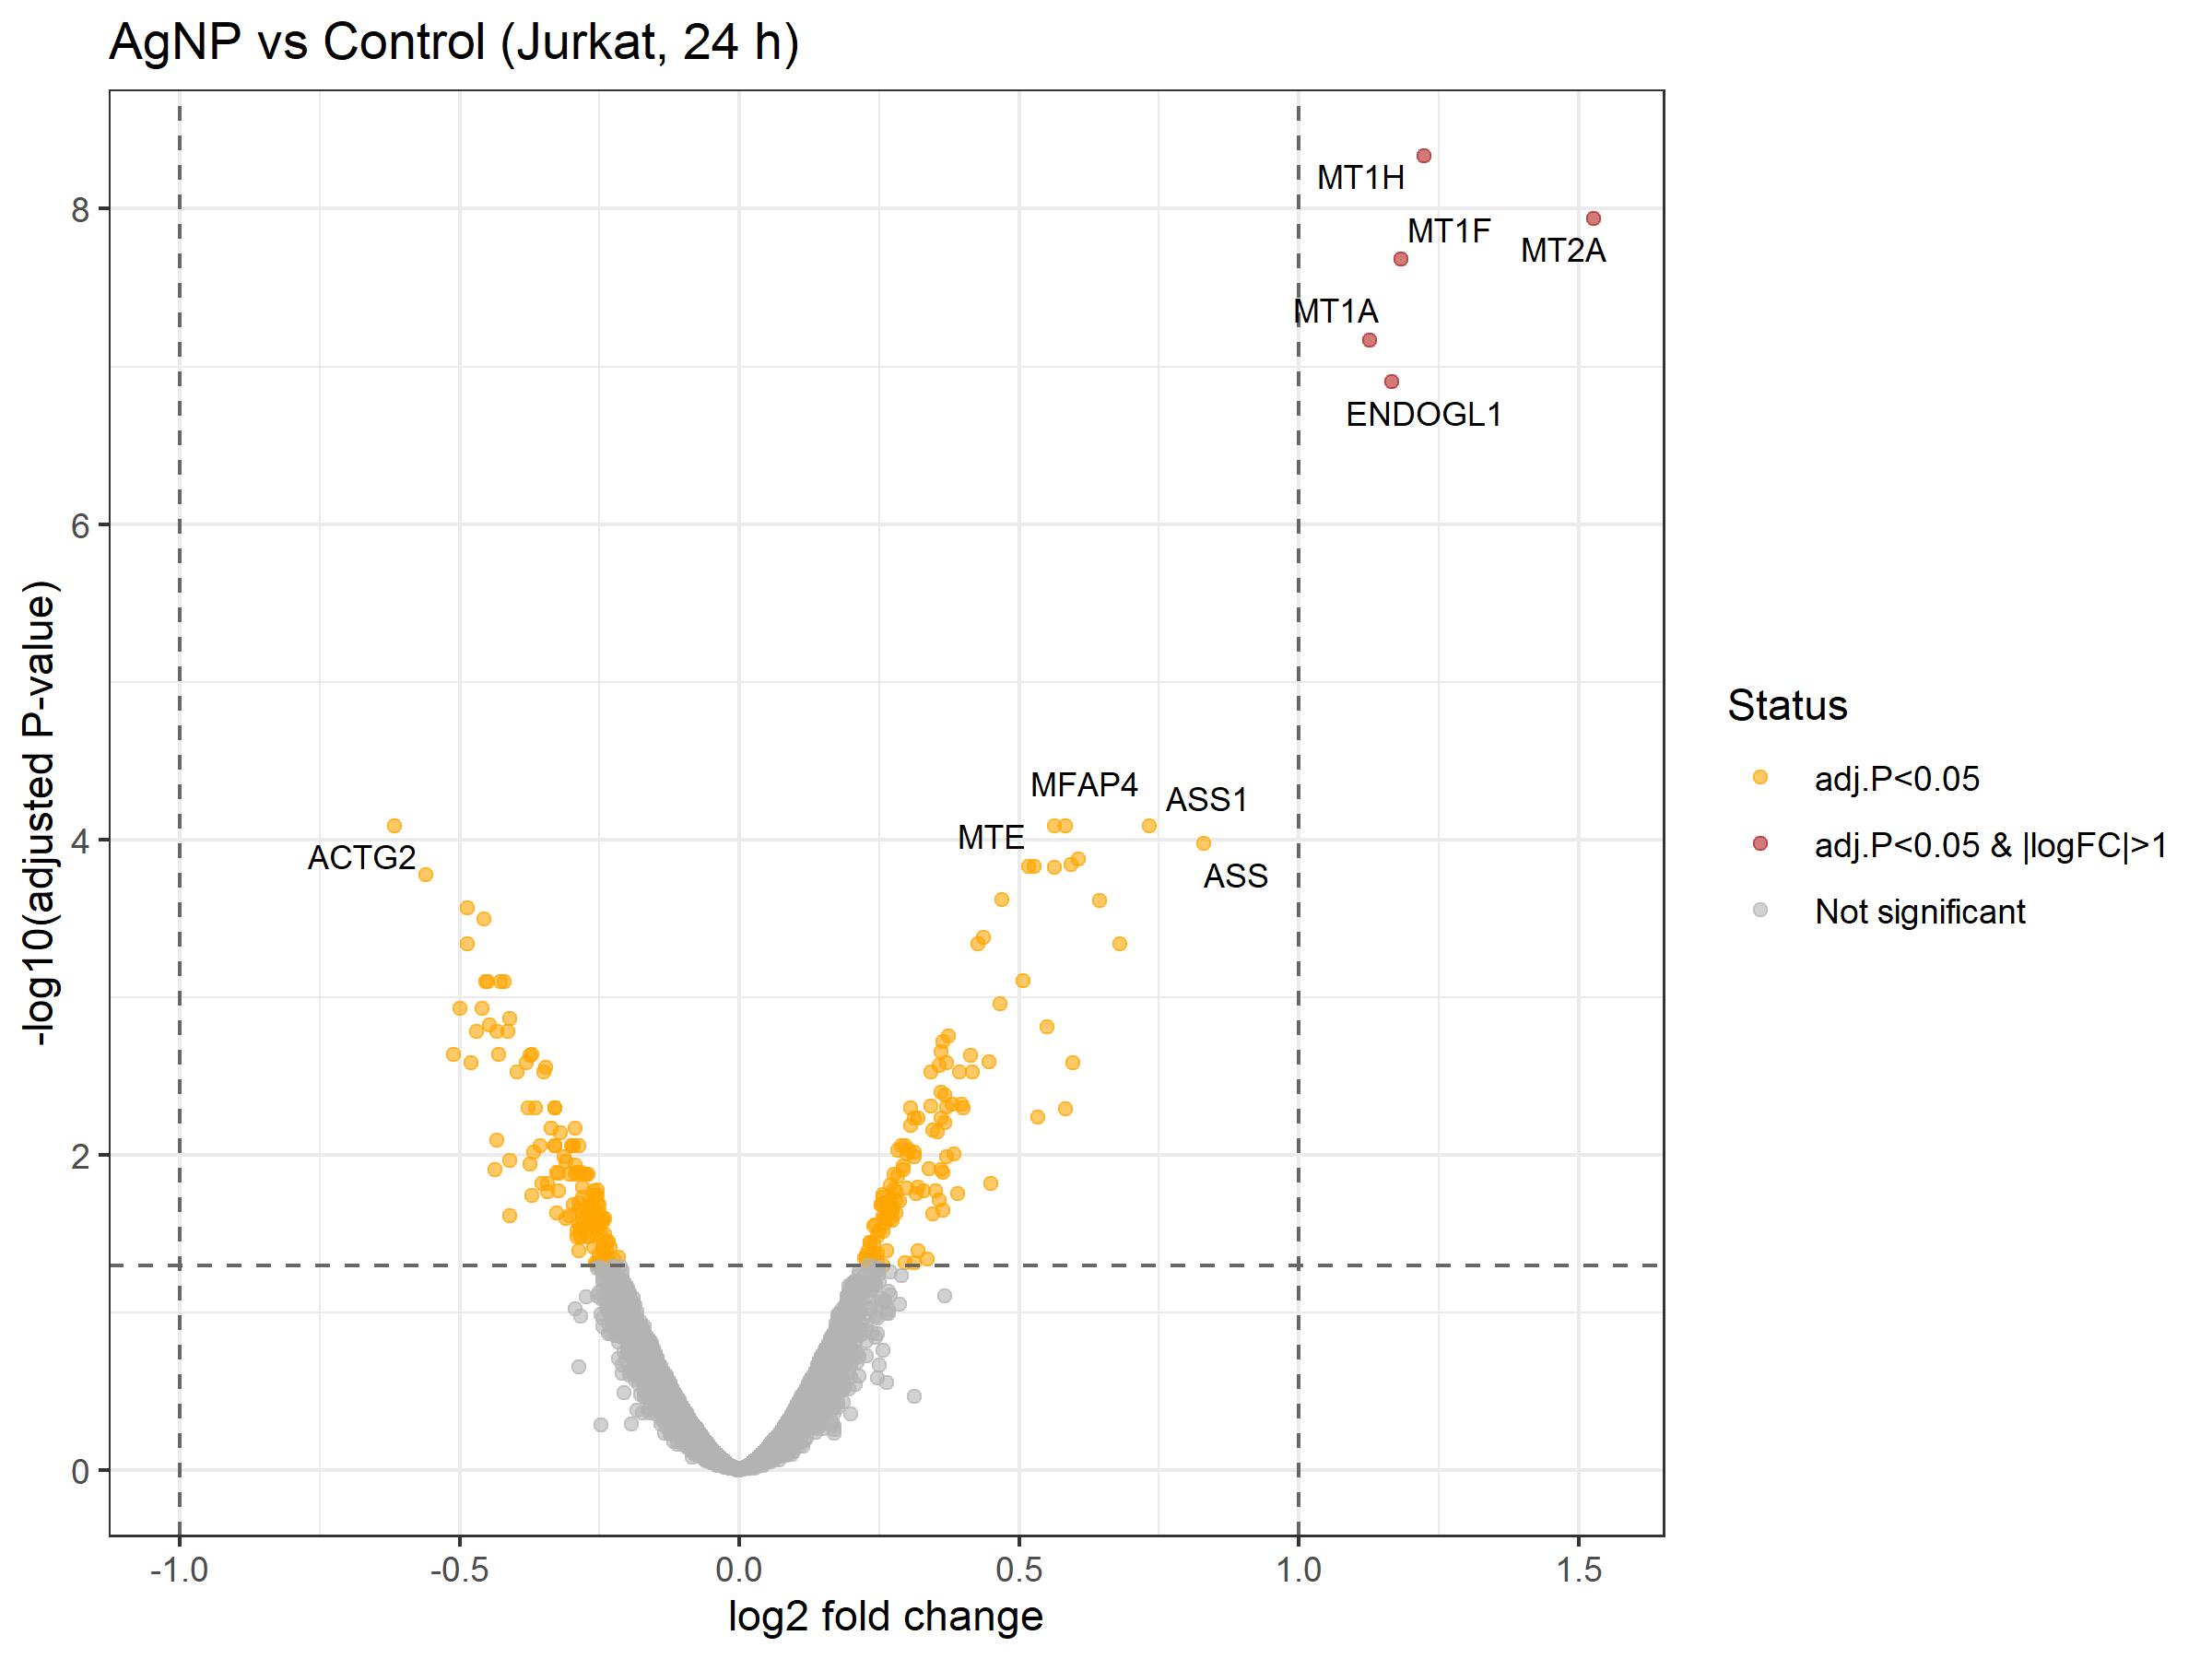 AgNP vs Control (Jurkat, 24 h)
MT1H
8
MT1F
MT2A
MT1A
ENDOGL1
6
-log10(adjusted P-value)
Status
MFAP4
adj.P<0.05
ASS1
MTE
4
adj.P<0.05 & |logFC|>1
ACTG2
ASS
Not significant
2
0
-1.0 -0.5 0.0 0.5 1.0 1.5
log2 fold change